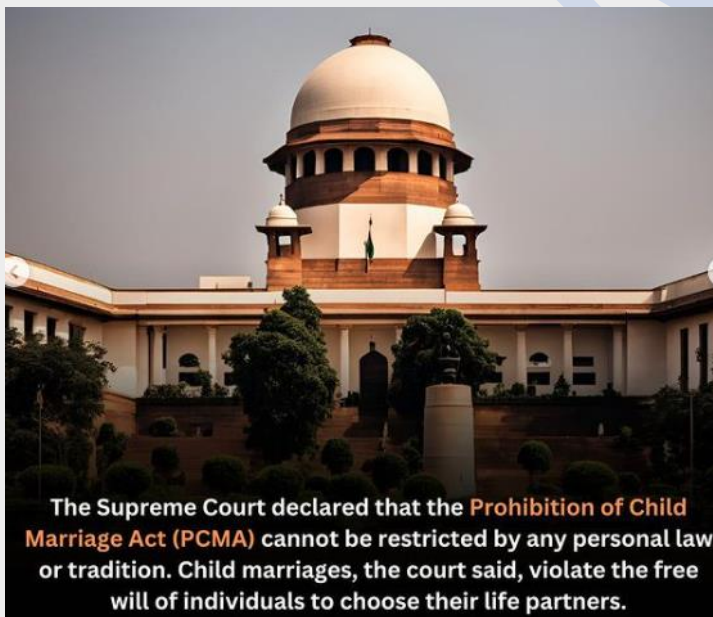 The Supreme Court declared that the Prohibition of Child
Marriage Act (PCMA) cannot be restricted by any personal law
or tradition. Child marriages, the court said, violate the free
will of individuals to choose their life partners.